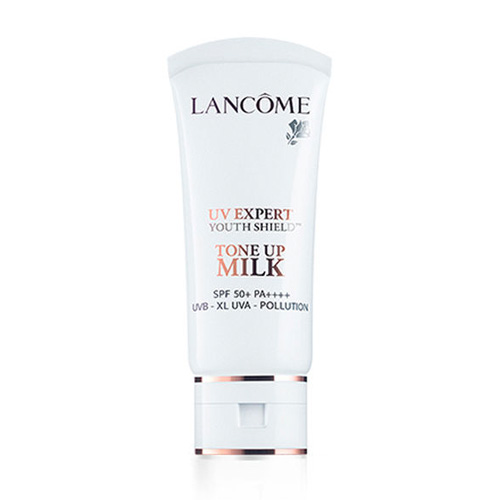 LANCÔME
UV EXPERT
YOUTH SHIELD™
TONE UP
MILK
SPF 50+ PA++++
UVB - XL UVA - POLLUTION